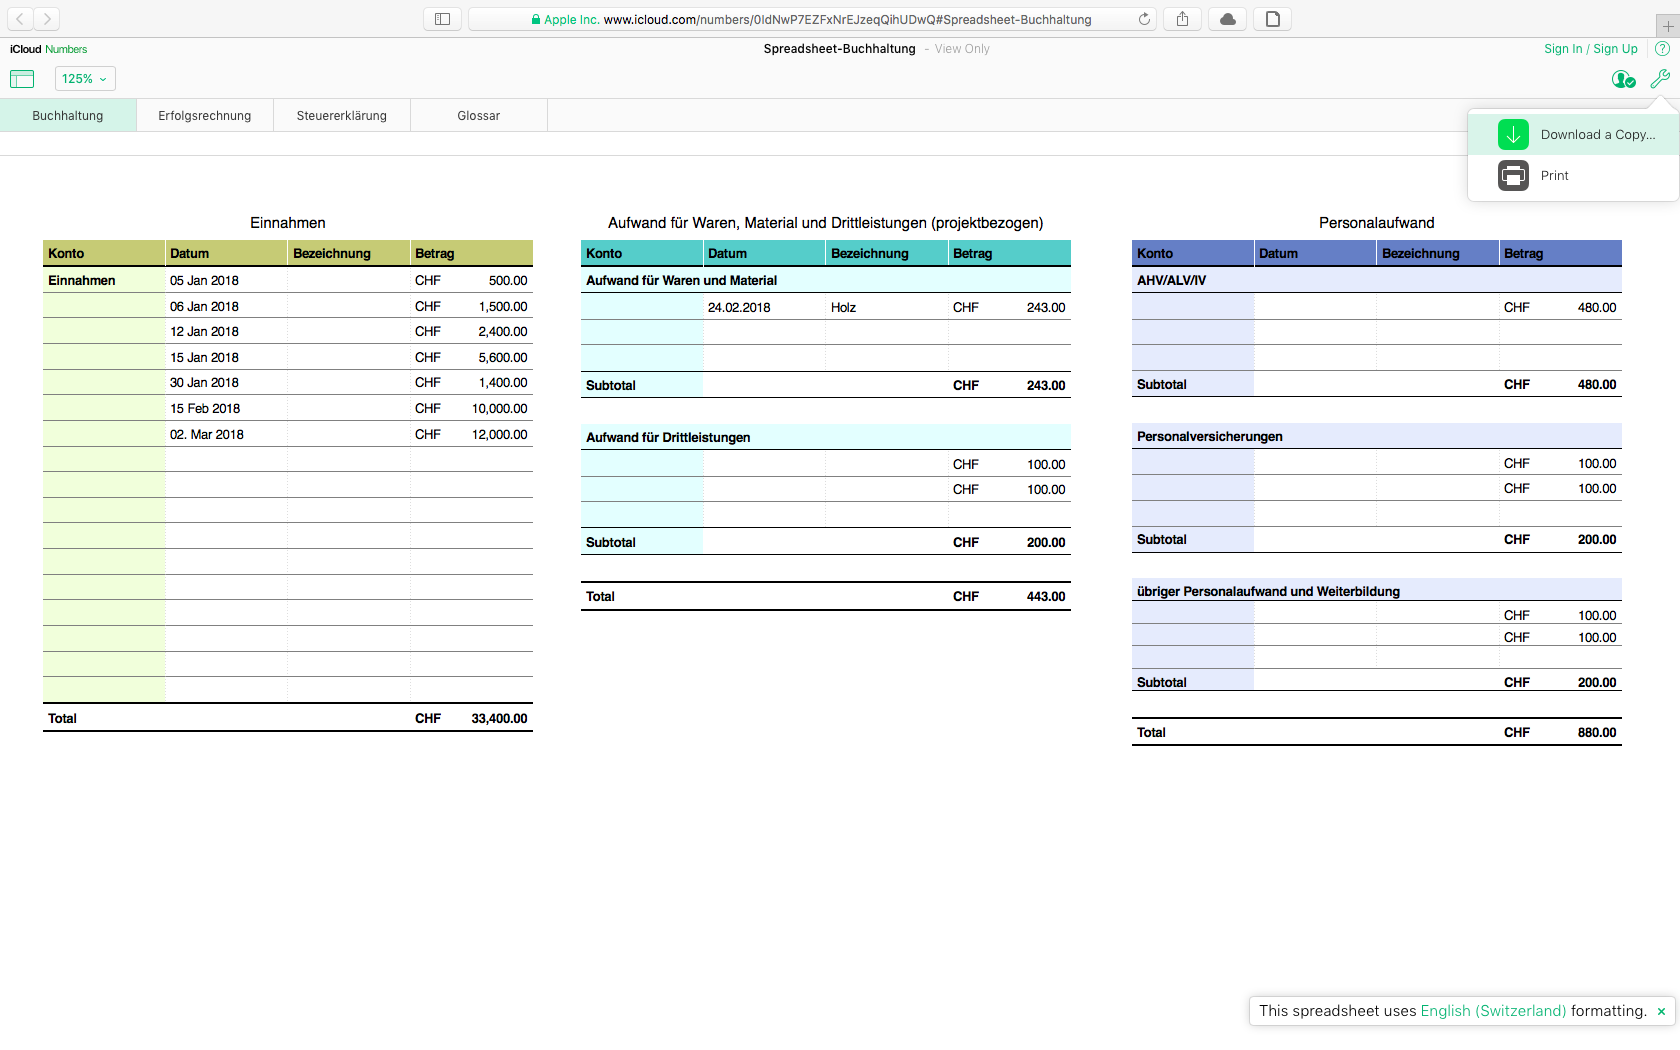 Apple Inc. www.icloud.com/numbers/0IdNwP7EZFxNrEJzeqQihUDwQ#Spreadsheet-Buchhaltung
iCloud Numbers
Spreadsheet-Buchhaltung - View Only
Sign In / Sign Up ?
125%
Buchhaltung Erfolgsrechnung Steuererklärung Glossar
Download a Copy...
Print
Einnahmen
Konto Datum Bezeichnung Betrag
Einnahmen 05 Jan 2018 CHF 500.00
06 Jan 2018 CHF 1,500.00
12 Jan 2018 CHF 2,400.00
15 Jan 2018 CHF 5,600.00
30 Jan 2018 CHF 1,400.00
15 Feb 2018 CHF 10,000.00
02. Mar 2018 CHF 12,000.00
Total CHF 33,400.00
Aufwand für Waren, Material und Drittleistungen (projektbezogen)
Konto Datum Bezeichnung Betrag
Aufwand für Waren und Material
24.02.2018 Holz CHF 243.00
Subtotal CHF 243.00
Aufwand für Drittleistungen
CHF 100.00
CHF 100.00
Subtotal CHF 200.00
Total CHF 443.00
Personalaufwand
Konto Datum Bezeichnung Betrag
AHV/ALV/IV
CHF 480.00
Subtotal CHF 480.00
Personalversicherungen
CHF 100.00
CHF 100.00
Subtotal CHF 200.00
übriger Personalaufwand und Weiterbildung
CHF 100.00
CHF 100.00
Subtotal CHF 200.00
Total CHF 880.00
This spreadsheet uses English (Switzerland) formatting. ×